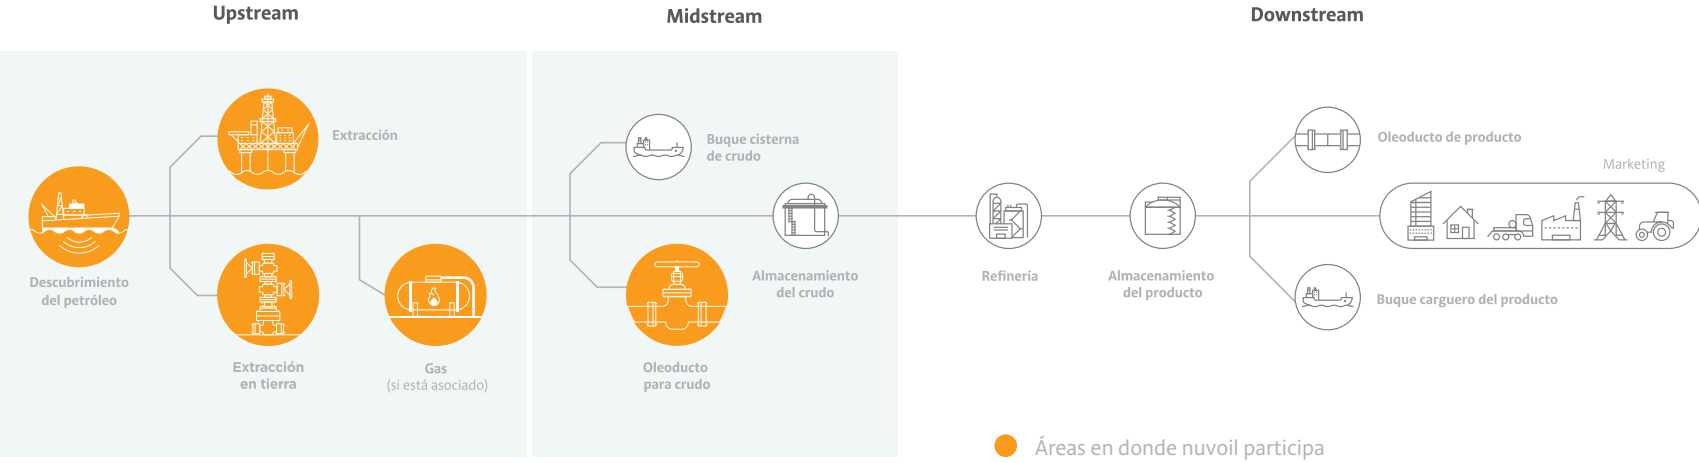 Upstream
Midstream
Downstream
Extracción
Descubrimiento
del petróleo
Extracción
en tierra
Gas
(si está asociado)
Buque cisterna
de crudo
Almacenamiento
del crudo
Oleoducto
para crudo
Refinería
Almacenamiento
del producto
Oleoducto de producto
Marketing
Buque carguero del producto
Áreas en donde nuvoil participa